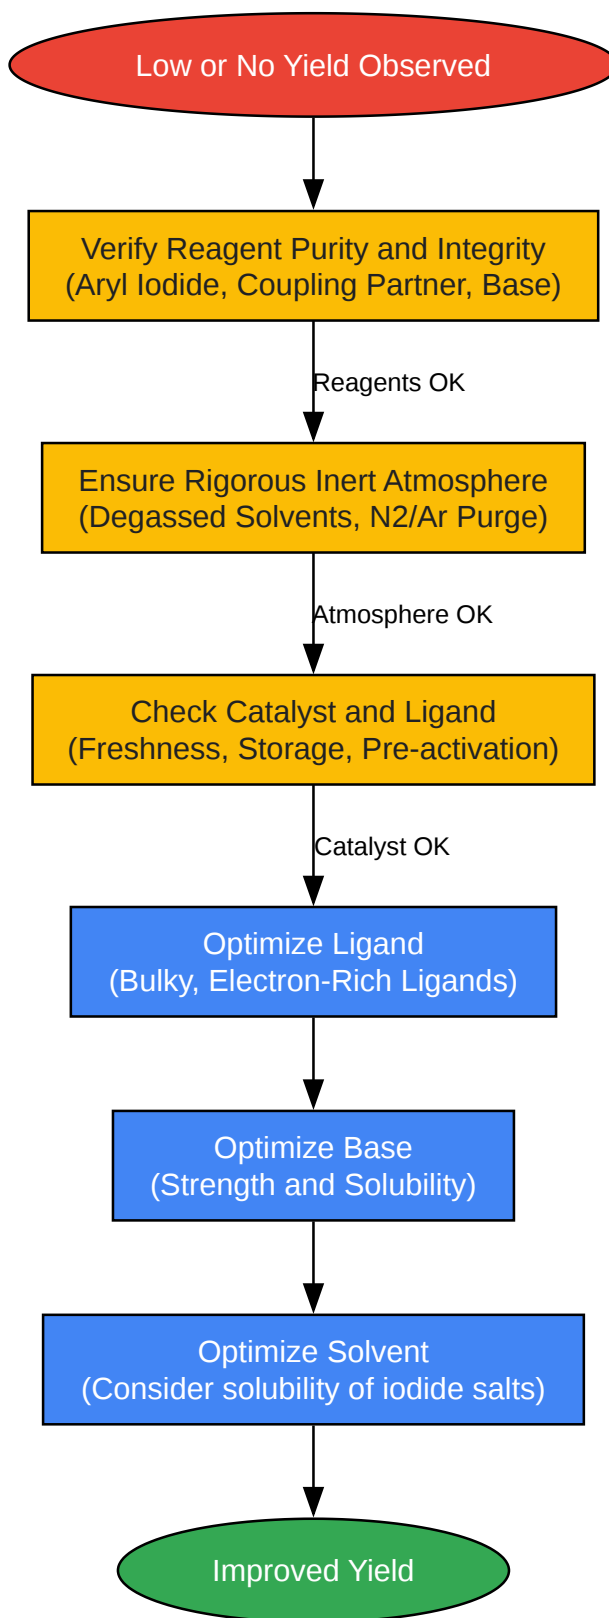 Low or No Yield Observed
Verify Reagent Purity and Integrity
(Aryl Iodide, Coupling Partner, Base)
Reagents OK
Ensure Rigorous Inert Atmosphere
(Degassed Solvents, N2/Ar Purge)
Atmosphere OK
Check Catalyst and Ligand
(Freshness, Storage, Pre-activation)
Catalyst OK
Optimize Ligand
(Bulky, Electron-Rich Ligands)
Optimize Base
(Strength and Solubility)
Optimize Solvent
(Consider solubility of iodide salts)
Improved Yield